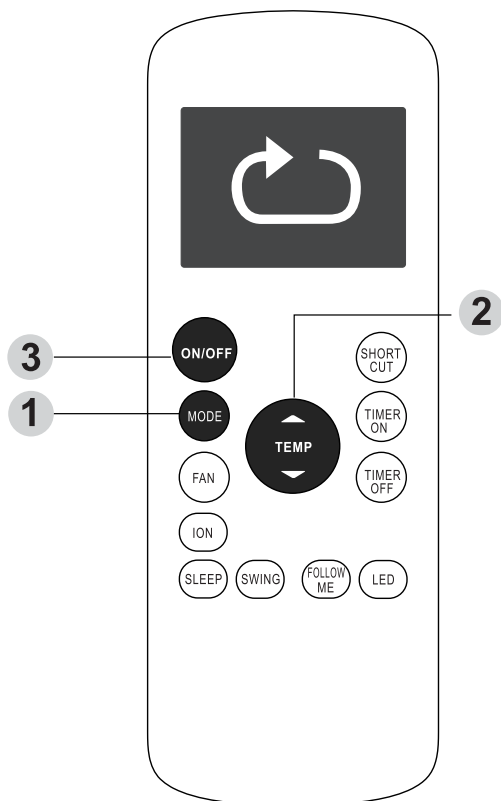 2
3
ON/OFF
SHORT
CUT
1
MODE
TEMP
TIMER
ON
FAN
TIMER
OFF
ION
SLEEP
SWING
FOLLOW
ME
LED